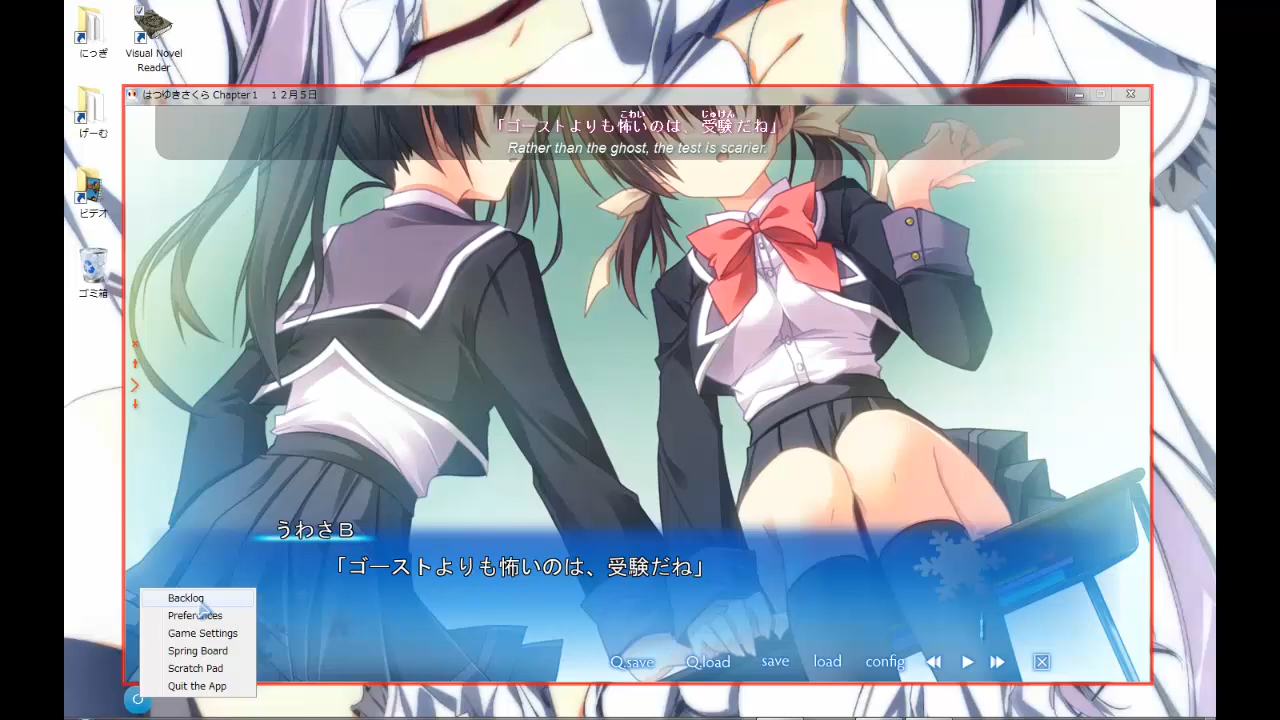 にっき
Visual Novel
Reader
げーむ
ビデオ
ゴミ箱
はつゆきさくら Chapter1　１２月５日
こわい じゅけん
「ゴーストよりも怖いのは、受験だね」
Rather than the ghost, the test is scarier.
うわさＢ
「ゴーストよりも怖いのは、受験だね」
Backlog
Preferences
Game Settings
Spring Board
Scratch Pad
Quit the App
Q.save Q.load save load config